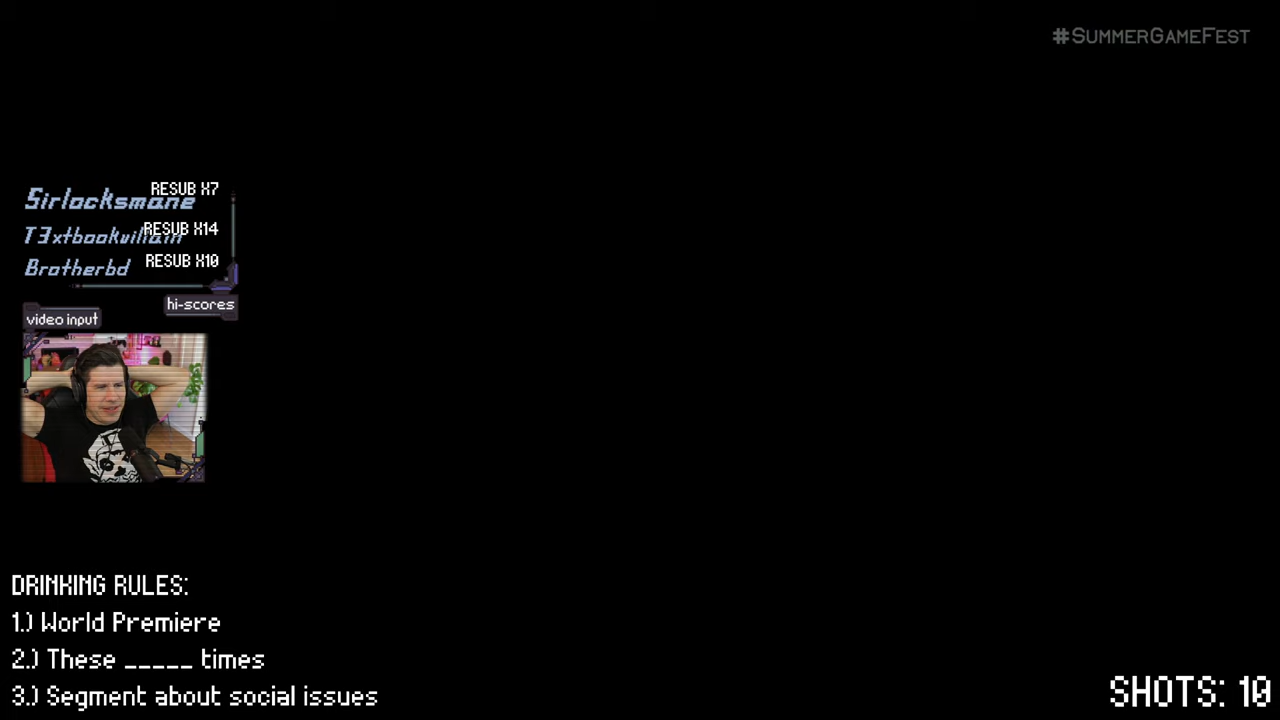 #SUMMERGAMEFEST
Sirlocksmane RESUB X7
T3xtbookvillain RESUB X14
Brotherbd RESUB X10
hi-scores
video input
DRINKING RULES:
1.) World Premiere
2.) These _____ times
3.) Segment about social issues
SHOTS: 10